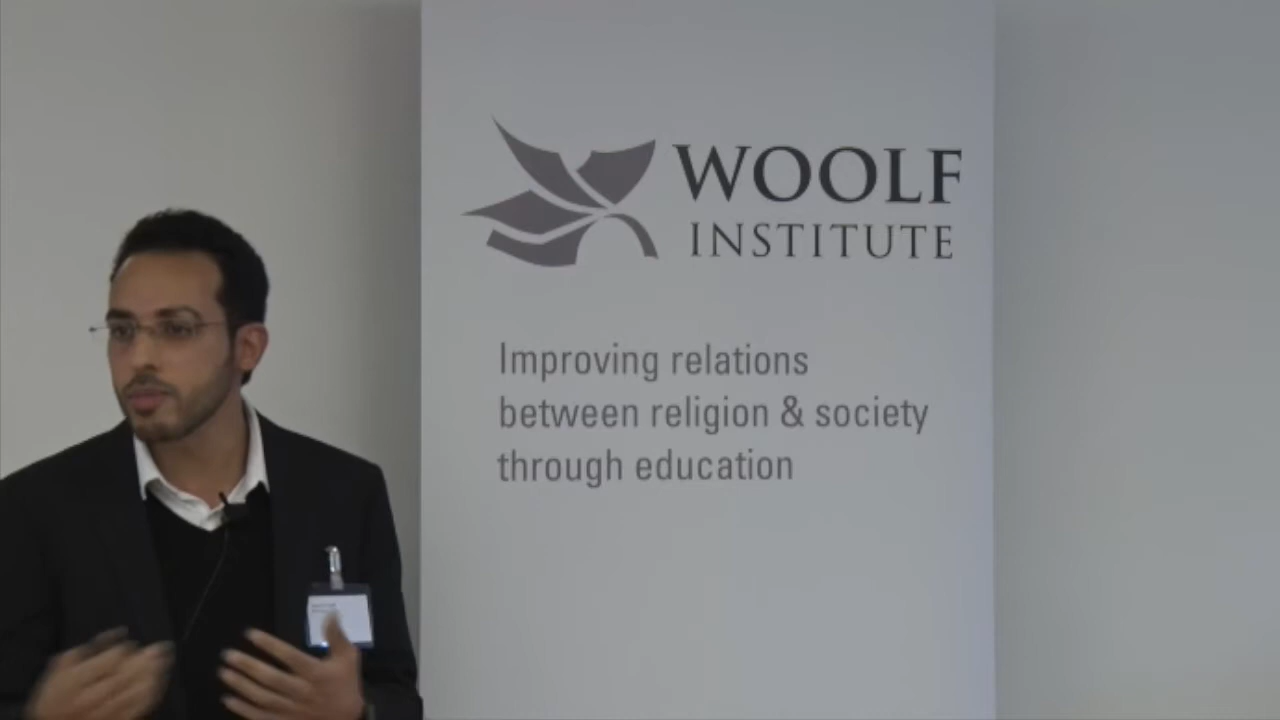 WOOLF
INSTITUTE
Improving relations
between religion & society
through education